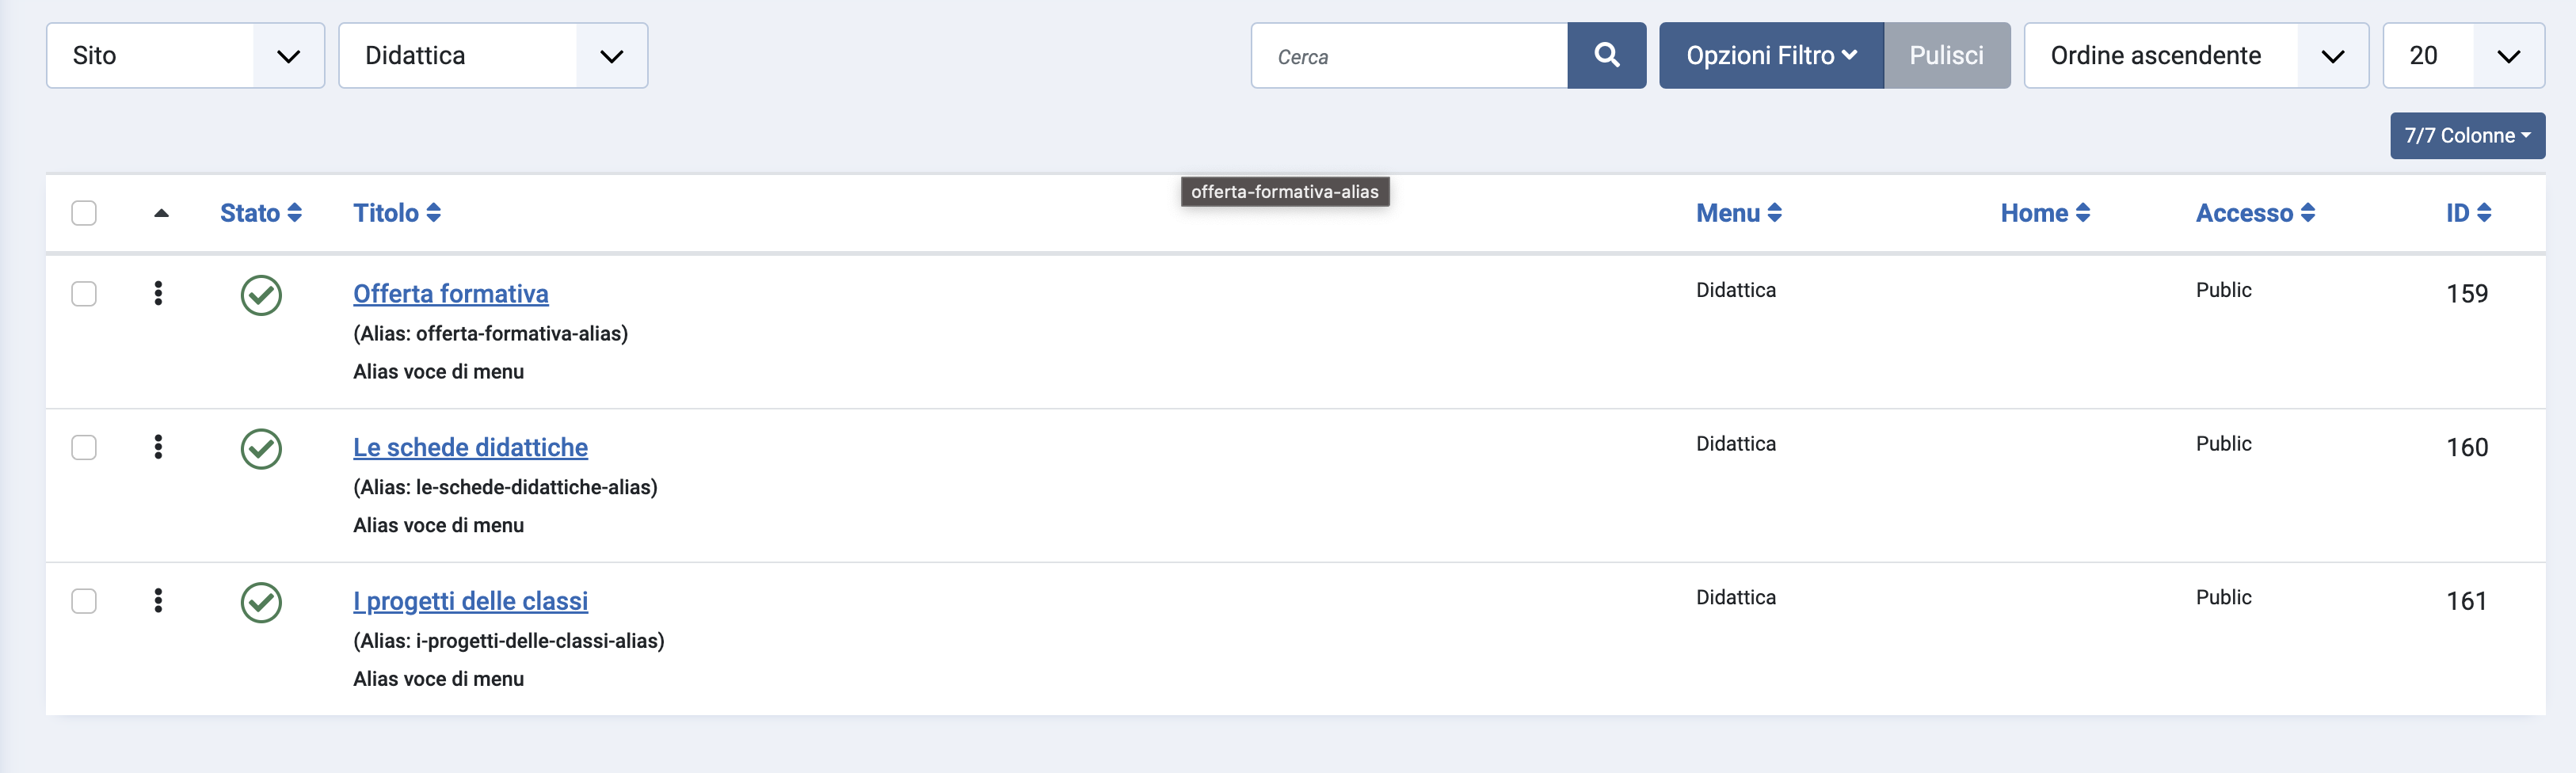 Sito
Didattica
Cerca
Opzioni Filtro
Pulisci
Ordine ascendente
20
7/7 Colonne
offerta-formativa-alias
Stato
Titolo
Menu
Home
Accesso
ID
Offerta formativa
Didattica
Public
159
(Alias: offerta-formativa-alias)
Alias voce di menu
Le schede didattiche
Didattica
Public
160
(Alias: le-schede-didattiche-alias)
Alias voce di menu
I progetti delle classi
Didattica
Public
161
(Alias: i-progetti-delle-classi-alias)
Alias voce di menu